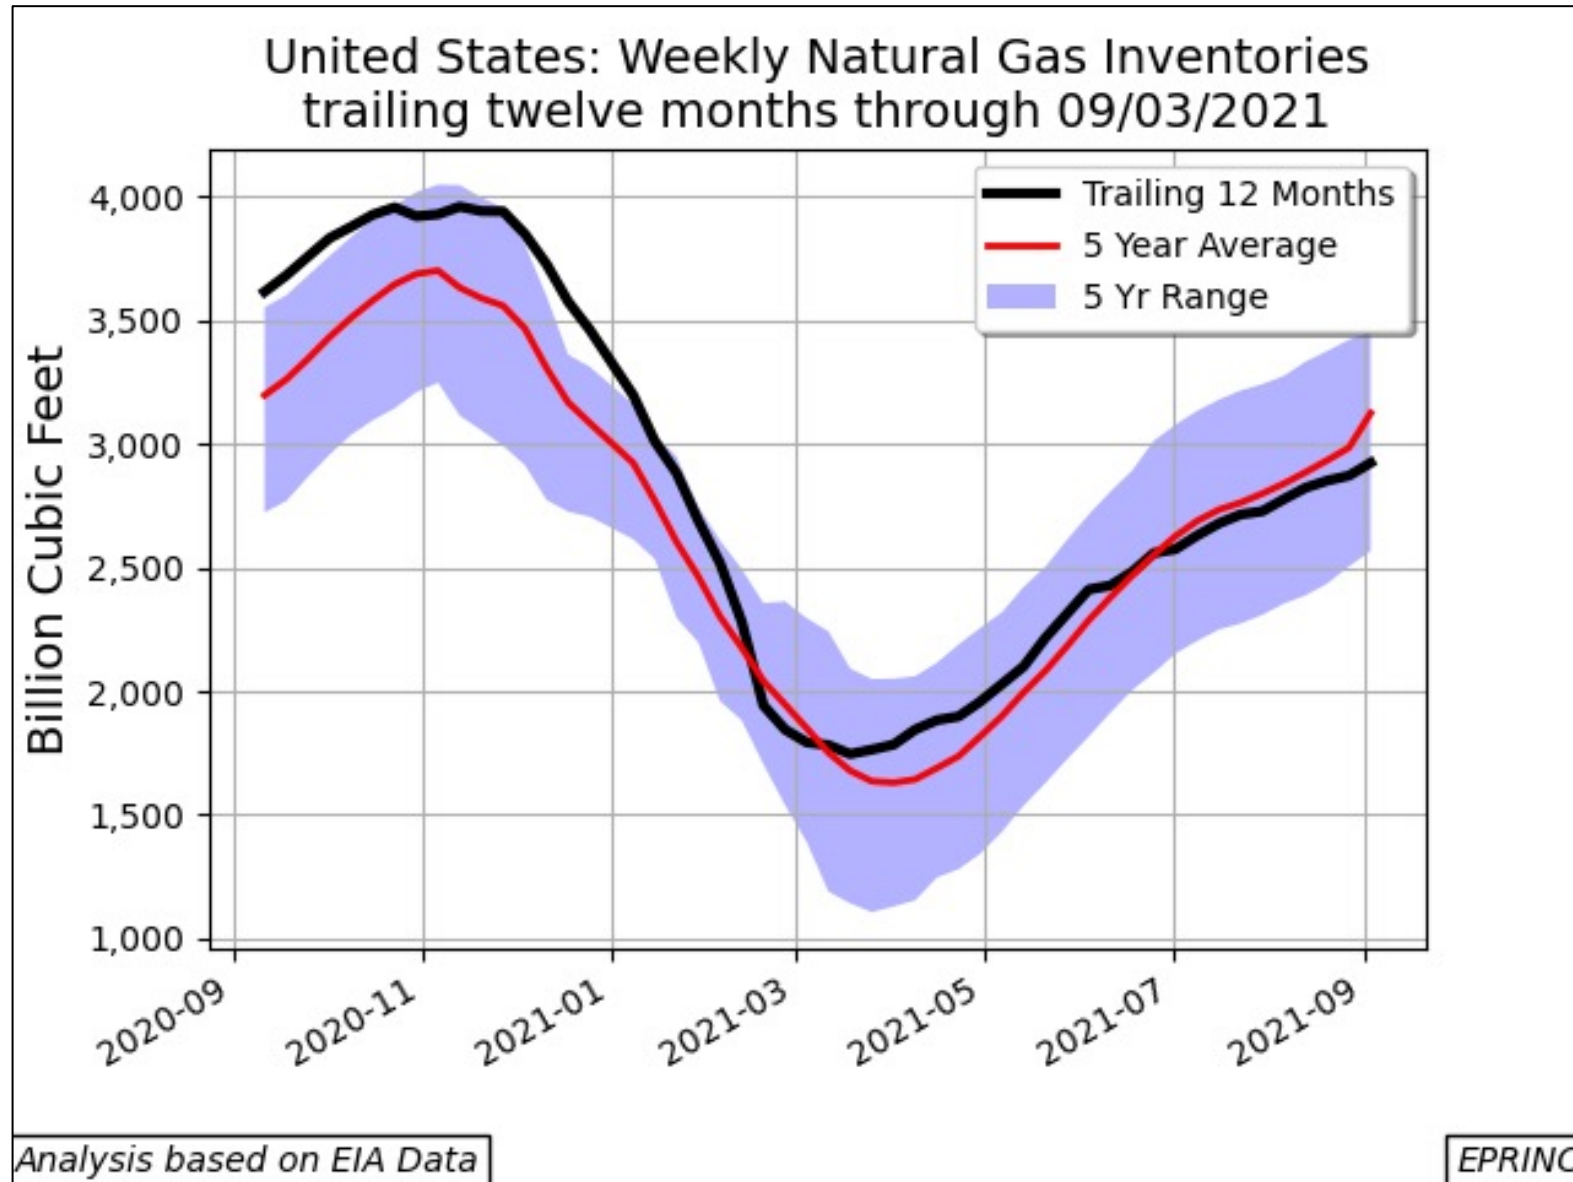 United States: Weekly Natural Gas Inventories
trailing twelve months through 09/03/2021
Trailing 12 Months
5 Year Average
5 Yr Range
Billion Cubic Feet
4,000
3,500
3,000
2,500
2,000
1,500
1,000
2020-09
2020-11
2021-01
2021-03
2021-05
2021-07
2021-09
Analysis based on EIA Data
EPRINC